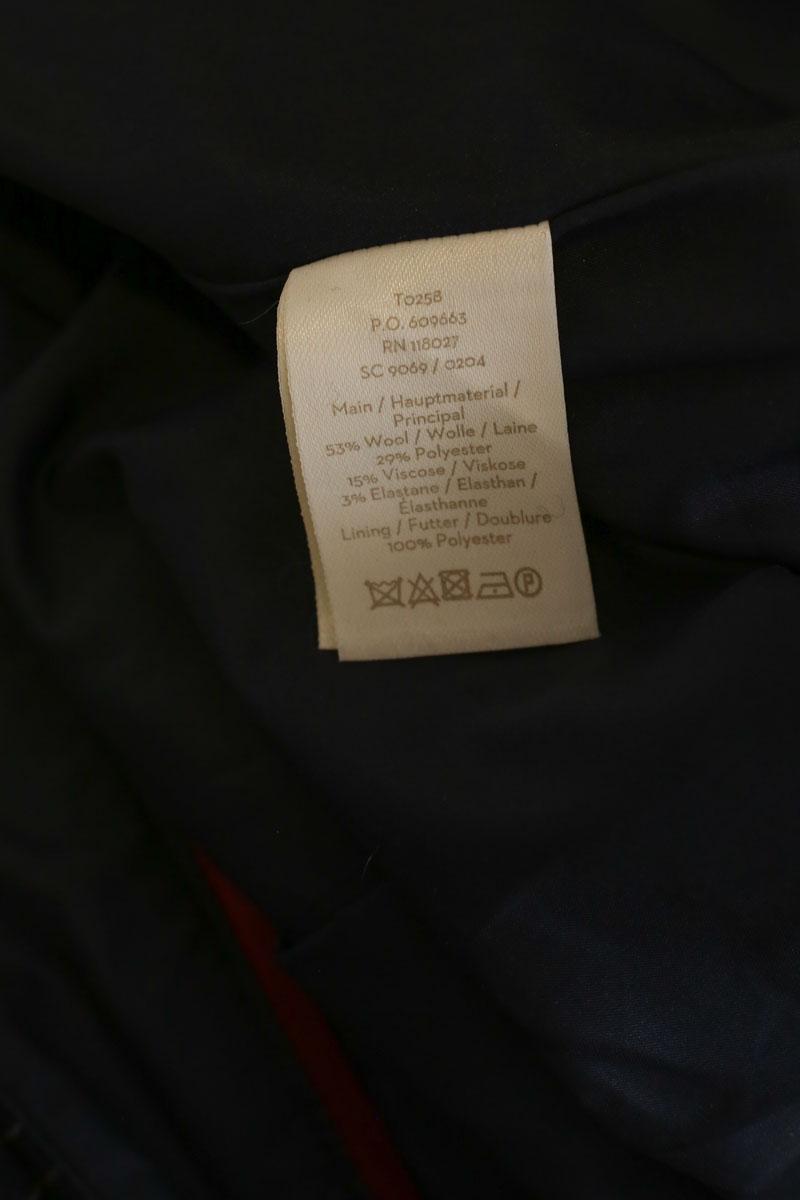 T0258
P.O. 609663
RN 118027
SC 9069 / 0204
Main / Hauptmaterial /
Principal
53% Wool / Wolle / Laine
29% Polyester
15% Viscose / Viskose
3% Elastane / Elasthan /
Élasthanne
Lining / Futter / Doublure
100% Polyester
P